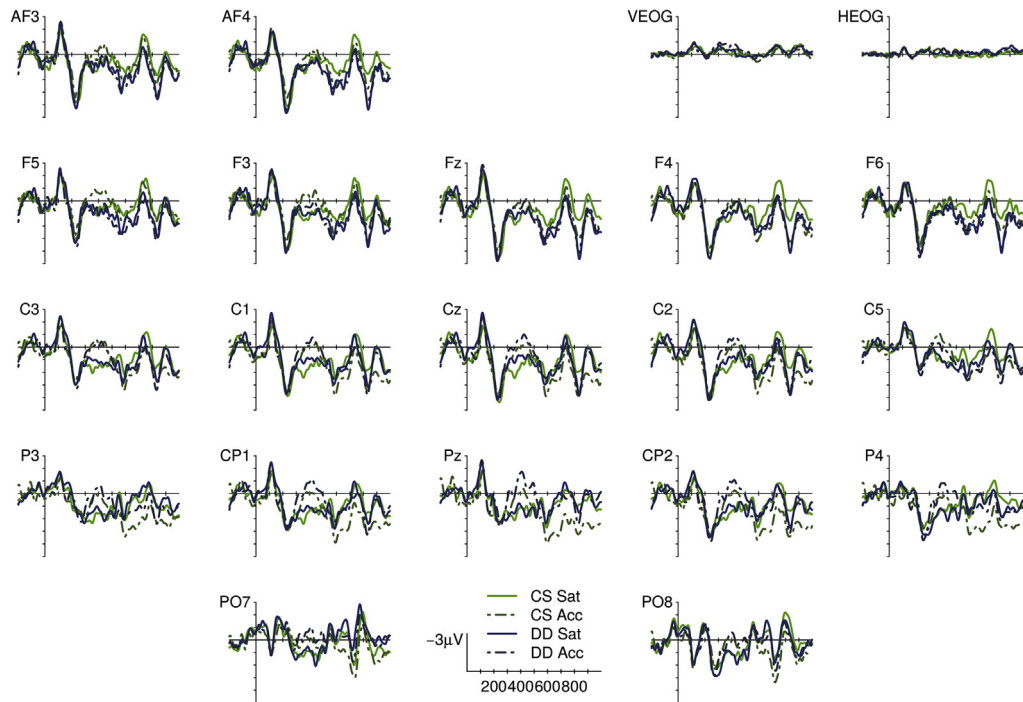 AF3 AF4 VEOG HEOG
F5 F3 Fz F4 F6
C3 C1 Cz C2 C5
P3 CP1 Pz CP2 P4
PO7 PO8
CS Sat
CS Acc
−3μV DD Sat
DD Acc
200400600800